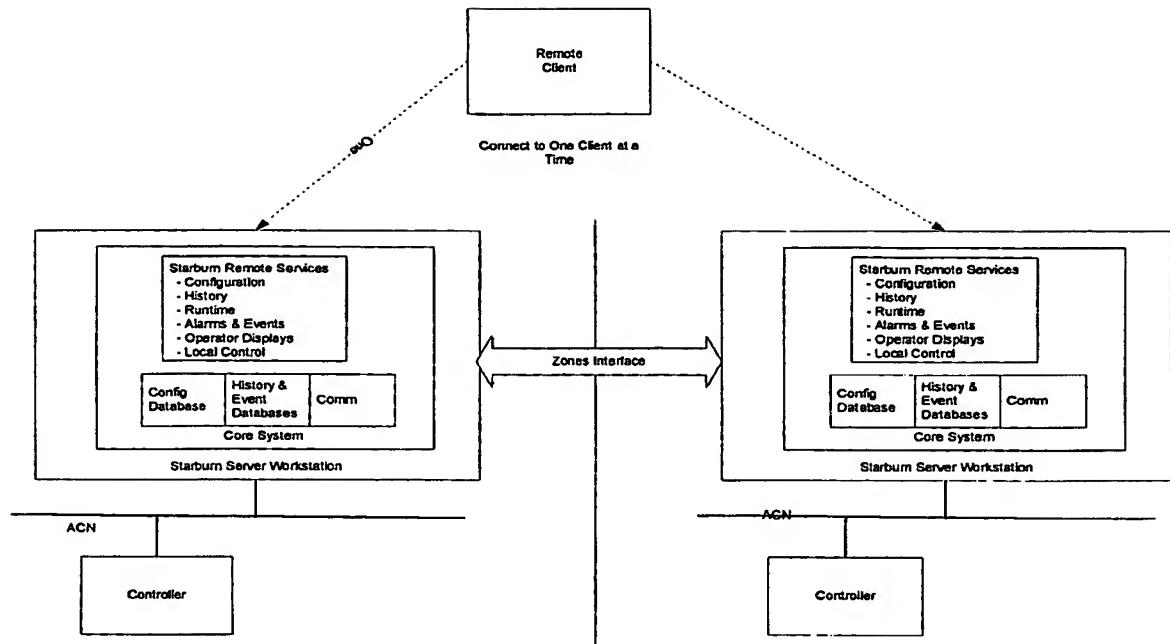 Remote
Client
One
Connect to One Client at a
Time
Starburn Remote Services
- Configuration
- History
- Runtime
- Alarms & Events
- Operator Displays
- Local Control
Config
Database
History &
Event
Databases
Comm
Core System
Starburn Server Workstation
Zones Interface
Starburn Remote Services
- Configuration
- History
- Runtime
- Alarms & Events
- Operator Displays
- Local Control
Config
Database
History &
Event
Databases
Comm
Core System
Starburn Server Workstation
ACN
Controller
ACN
Controller